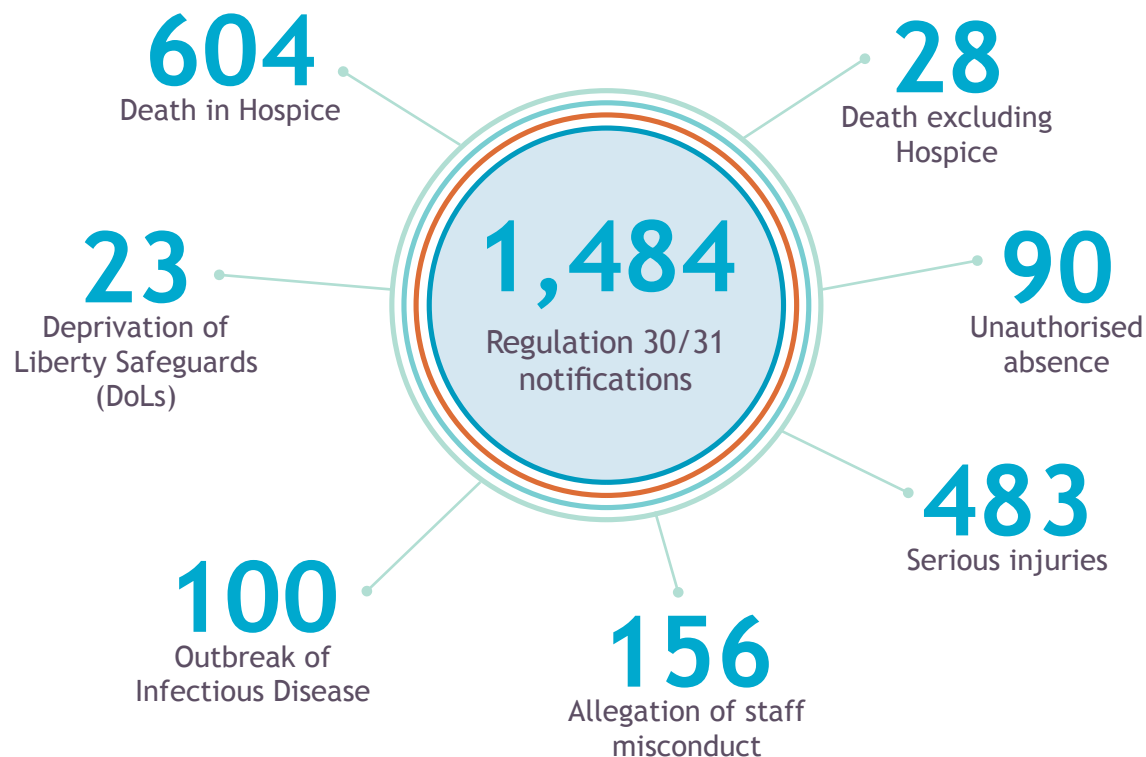 604
Death in Hospice
28
Death excluding
Hospice
1,484
Regulation 30/31
notifications
23
Deprivation of
Liberty Safeguards
(DoLs)
90
Unauthorised
absence
483
Serious injuries
100
Outbreak of
Infectious Disease
156
Allegation of staff
misconduct